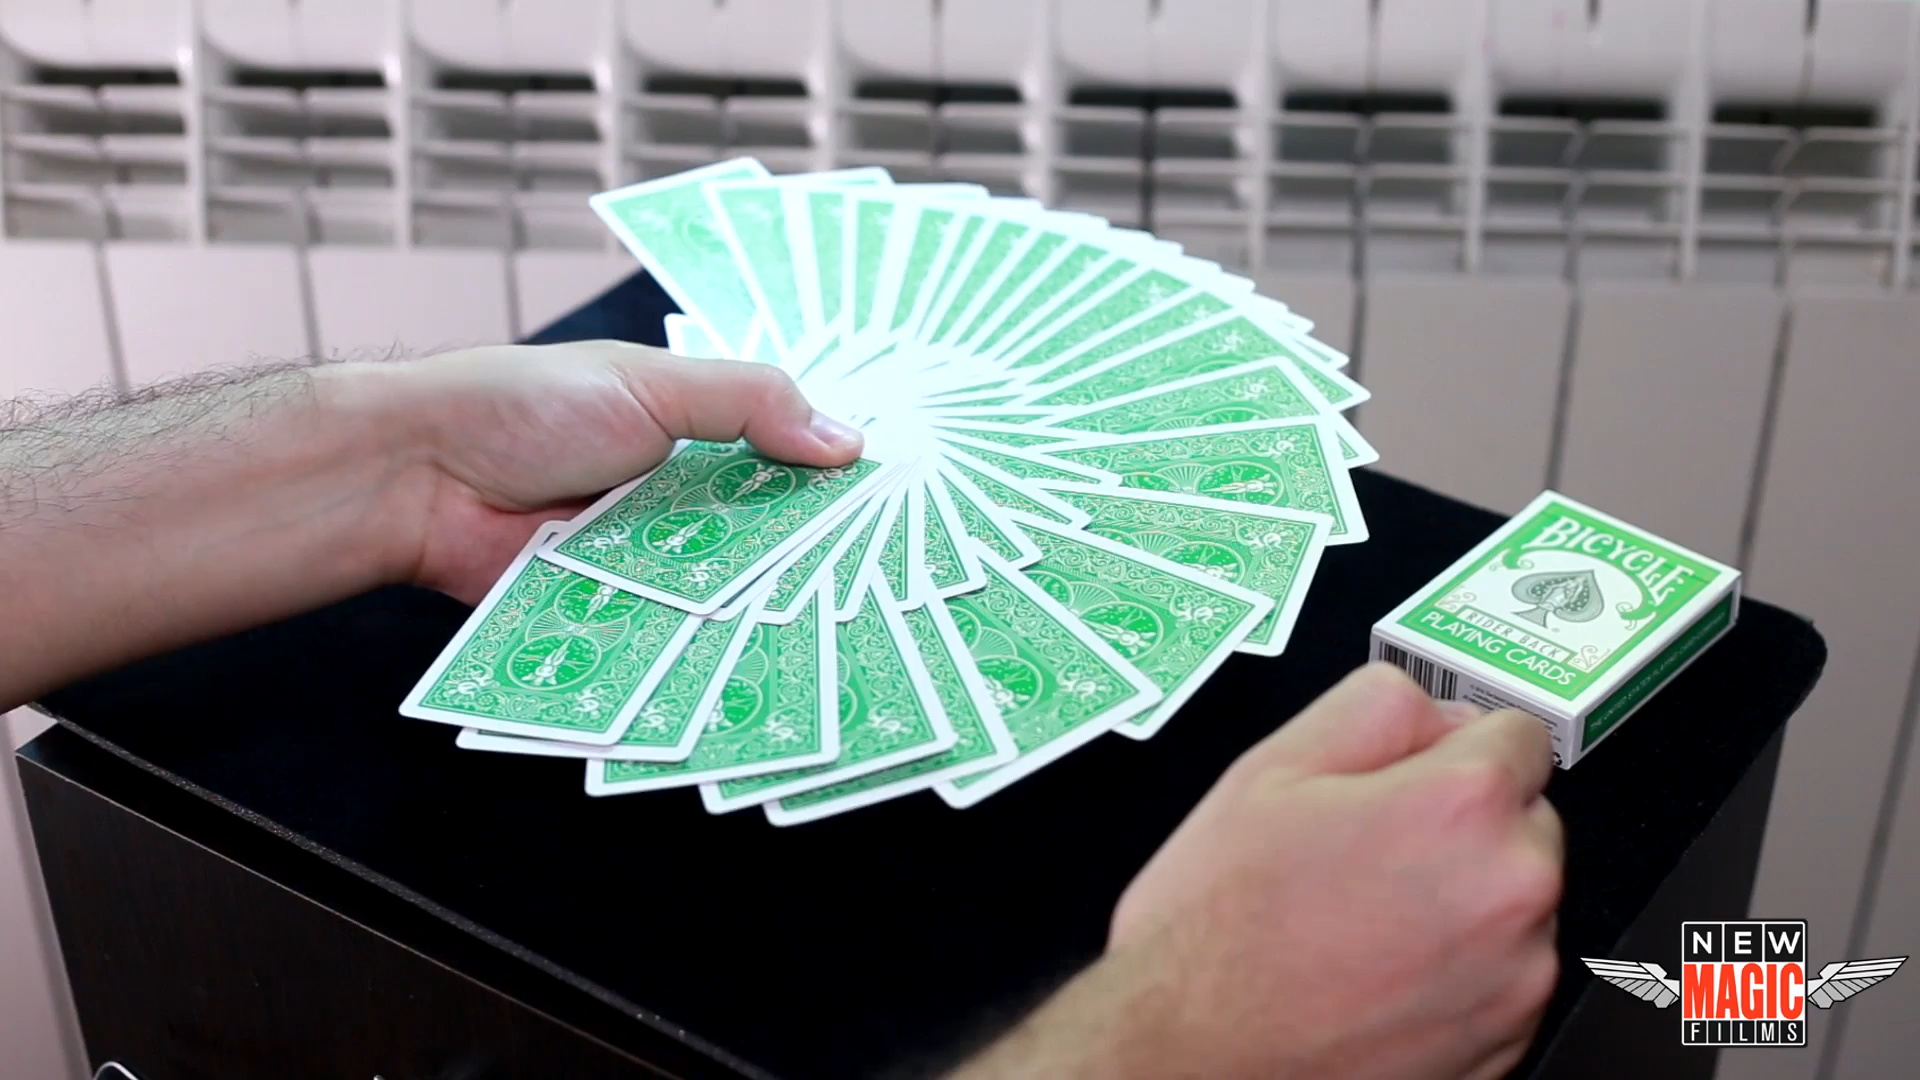 BICYCLE
RIDER BACK
PLAYING CARDS
NEW
MAGIC
FILMS